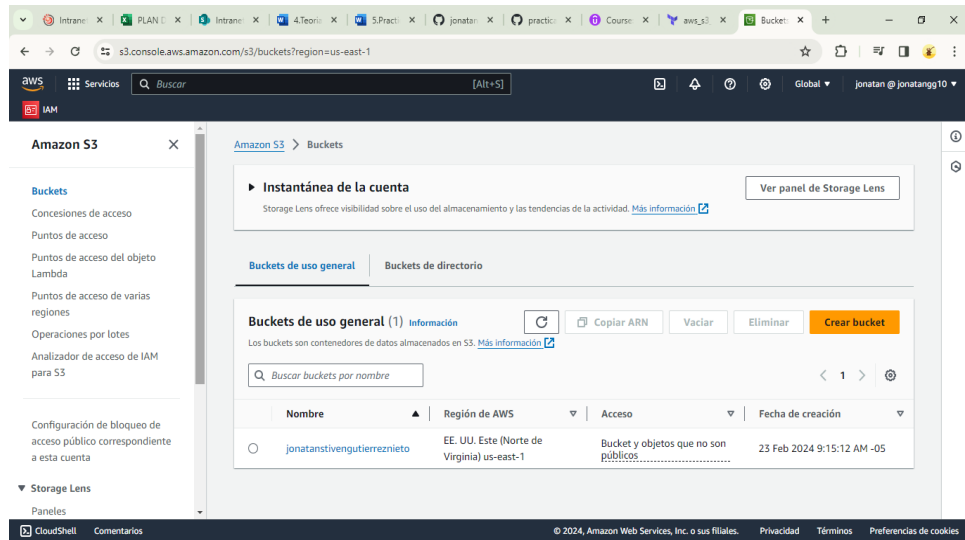 Intrane
PLAN D
Intrane
4.Teoria
5.Practi
jonatan
practica
Course
aws_s3
Bucket
s3.console.aws.amazon.com/s3/buckets?region=us-east-1
aws
Servicios
Buscar
[Alt+S]
Global
jonatan @ jonatangg10
IAM
Amazon S3
Buckets
Concesiones de acceso
Puntos de acceso
Puntos de acceso del objeto
Lambda
Puntos de acceso de varias
regiones
Operaciones por lotes
Analizador de acceso de IAM
para S3
Configuración de bloqueo de
acceso público correspondiente
a esta cuenta
Storage Lens
Paneles
Amazon S3 > Buckets
Instantánea de la cuenta
Ver panel de Storage Lens
Storage Lens ofrece visibilidad sobre el uso del almacenamiento y las tendencias de la actividad. Más información
Buckets de uso general
Buckets de directorio
Buckets de uso general (1) Información
Copiar ARN
Vaciar
Eliminar
Crear bucket
Los buckets son contenedores de datos almacenados en S3. Más información
Buscar buckets por nombre
1
Nombre
Región de AWS
Acceso
Fecha de creación
jonatanstivengutierreznieto
EE. UU. Este (Norte de
Virginia) us-east-1
Bucket y objetos que no son
públicos
23 Feb 2024 9:15:12 AM -05
CloudShell
Comentarios
© 2024, Amazon Web Services, Inc. o sus filiales.
Privacidad
Términos
Preferencias de cookies